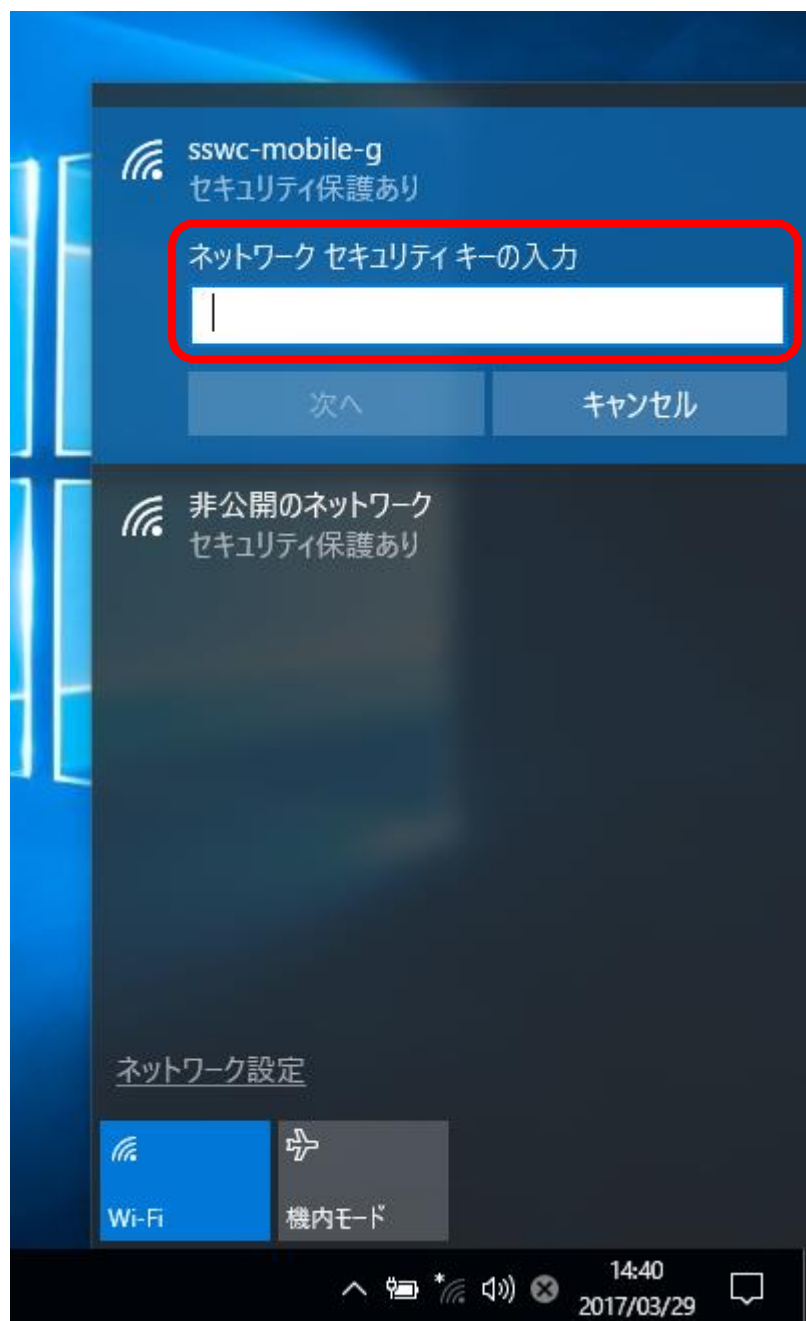 sswc-mobile-g
セキュリティ保護あり
ネットワーク セキュリティ キーの入力
次へ
キャンセル
非公開のネットワーク
セキュリティ保護あり
ネットワーク設定
Wi-Fi
機内モード
14:40
2017/03/29